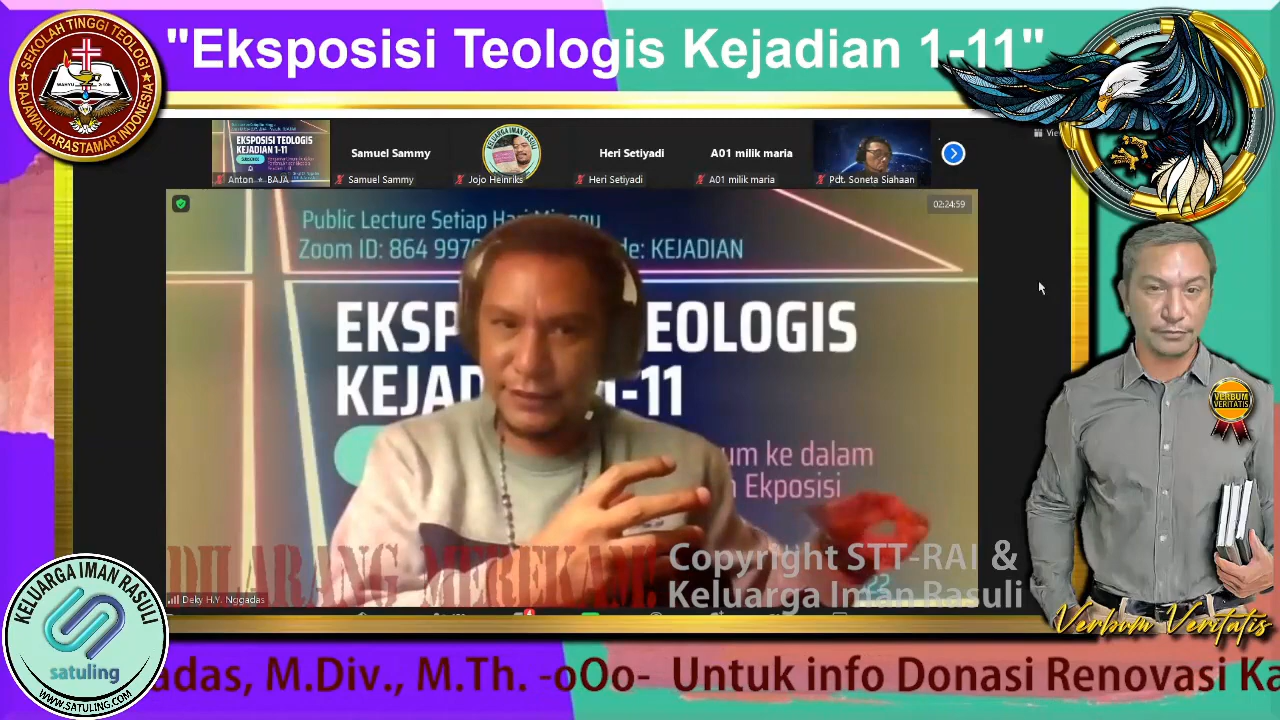 "Eksposisi Teologis Kejadian 1-11"
SEKOLAH TINGGI TEOLOGI
RAJAWALI ARASTAMAR INDONESIA
EKSPOSISI TEOLOGIS
KEJADIAN 1-11
Samuel Sammy
Heri Setiyadi
A01 milik maria
Anton ★ BAJA
Samuel Sammy
Jojo Heinriks
Heri Setiyadi
A01 milik maria
Pdt. Soneta Siahaan
02:24:59
Public Lecture Setiap Hari Minggu
Zoom ID: 864 997
de: KEJADIAN
EKSP EOLOGIS
KEJAD 1-11
um ke dalam
Ekposisi
VERBUM
VERITATIS
DILARANG MEREKAM!
Copyright STT-RAI &
Keluarga Iman Rasuli
Deky H.Y. Nggadas
KELUARGA IMAN RASULI
satuling
WWW.SATULING.COM
Verbum Veritatis
adas, M.Div., M.Th. -oOo- Untuk info Donasi Renovasi Ka